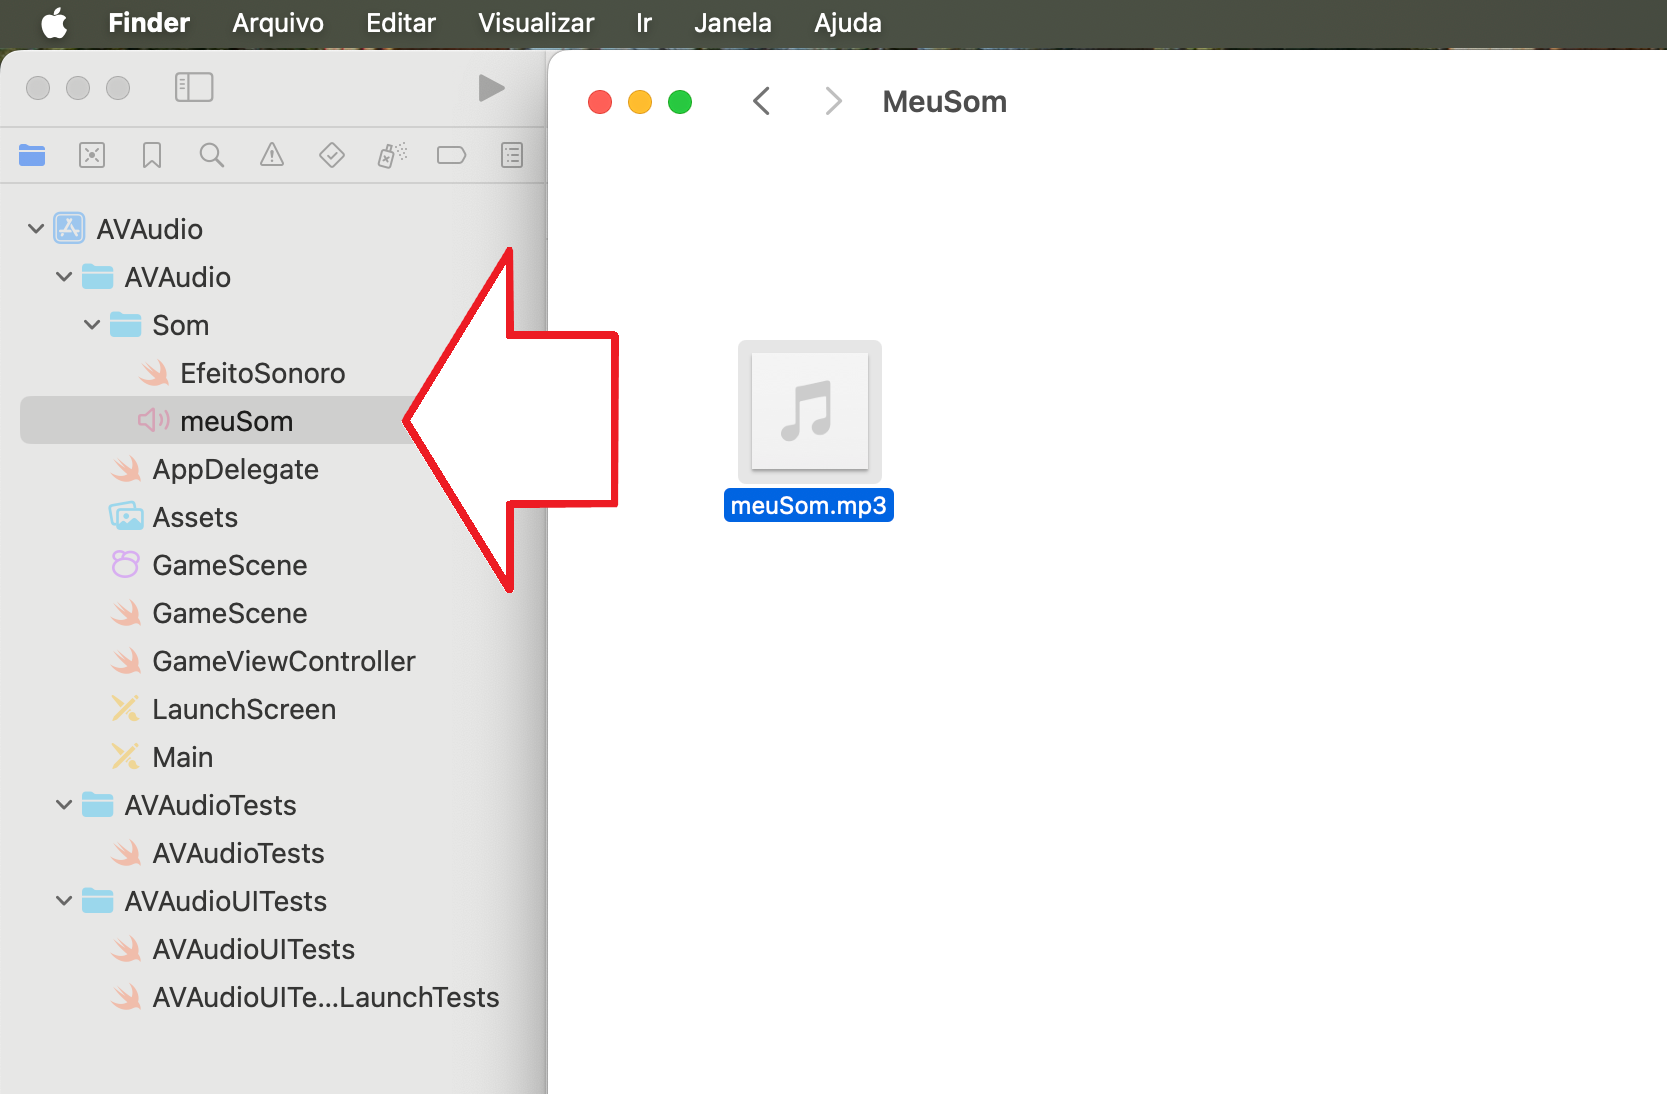 Finder Arquivo Editar Visualizar Ir Janela Ajuda
MeuSom
AVAudio
AVAudio
Som
EfeitoSonoro
meuSom
AppDelegate
Assets
GameScene
GameScene
GameViewController
LaunchScreen
Main
AVAudioTests
AVAudioTests
AVAudioUITests
AVAudioUITests
AVAudioUITe...LaunchTests
meuSom.mp3